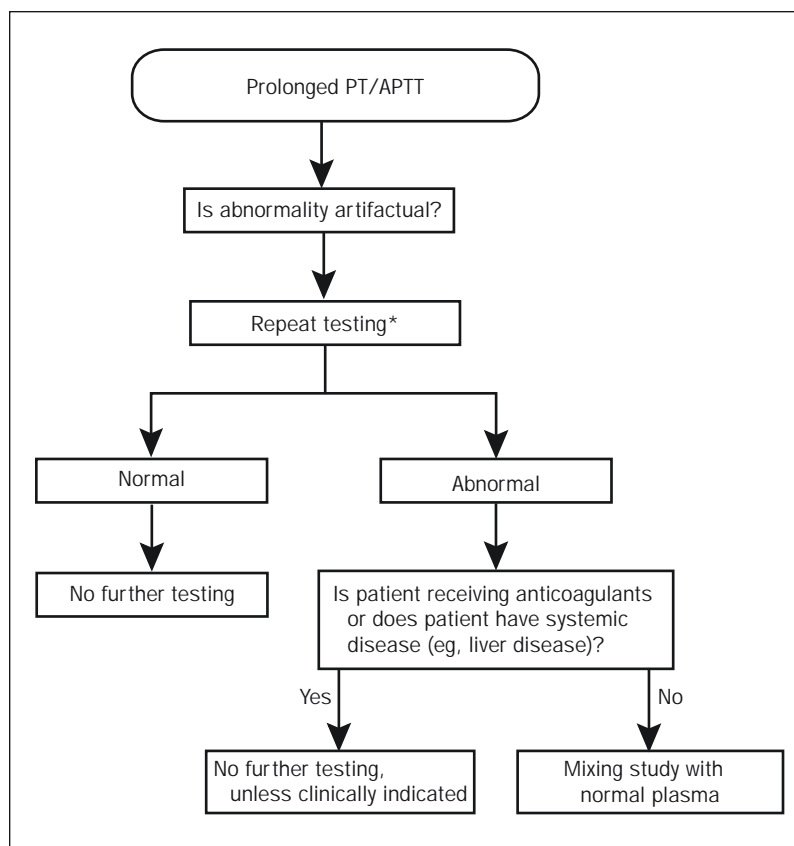 Prolonged PT/APTT
Is abnormality artifactual?
Repeat testing*
Normal
Abnormal
No further testing
Is patient receiving anticoagulants
or does patient have systemic
disease (eg, liver disease)?
Yes
No
No further testing,
unless clinically indicated
Mixing study with
normal plasma